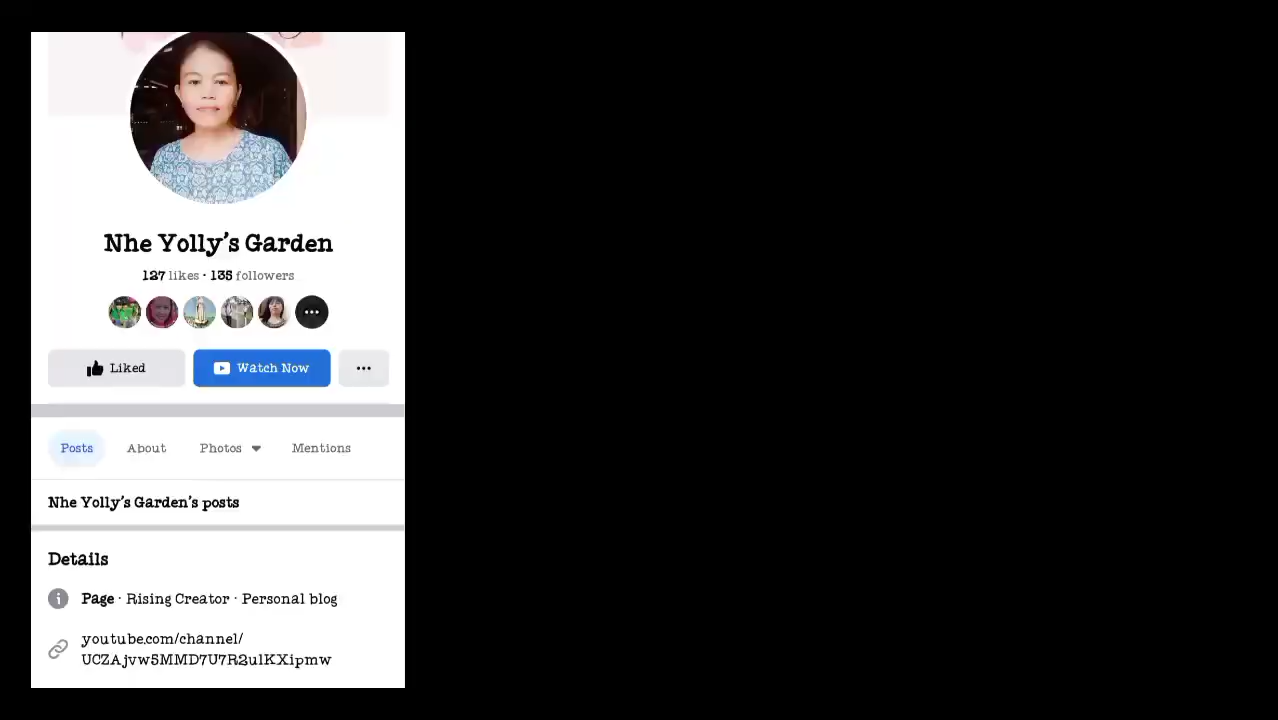 Nhe Yolly's Garden
127 likes · 135 followers
Liked
Watch Now
Posts
About
Photos
Mentions
Nhe Yolly's Garden's posts
Details
Page · Rising Creator · Personal blog
youtube.com/channel/
UCZAjvw5MMD7U7R2ulKXipmw